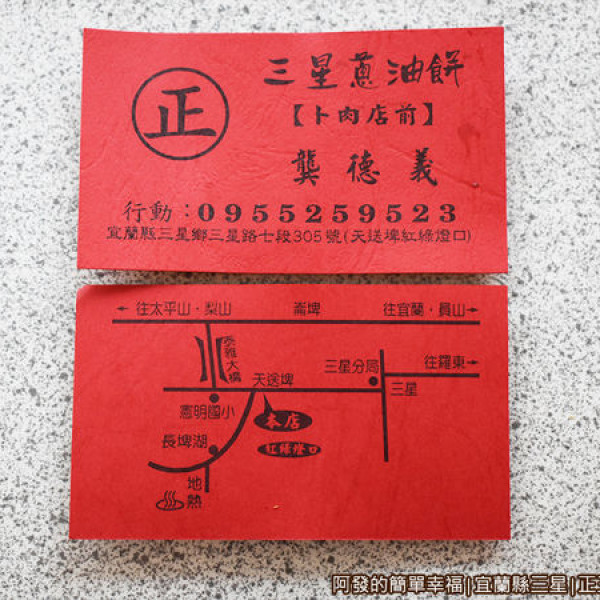 正
三星蔥油餅
【卜肉店前】
龔德義
行動：0955259523
宜蘭縣三星鄉三星路七段305號(天送埤紅綠燈口)
←往太平山·梨山
崙埤
往宜蘭·員山→
泰雅大橋
天送埤
三星分局
往羅東→
三星
憲明國小
本店
紅綠燈口
長埤湖
地熱
阿發的簡單幸福|宜蘭縣三星|正